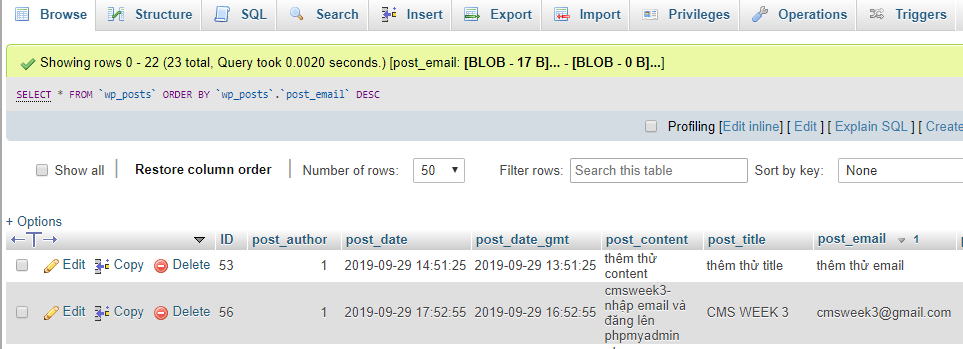 Browse Structure SQL Search Insert Export Import Privileges Operations Triggers
Showing rows 0 - 22 (23 total, Query took 0.0020 seconds.) [post_email: [BLOB - 17 B]... - [BLOB - 0 B]...]
SELECT * FROM `wp_posts` ORDER BY `wp_posts`.`post_email` DESC
Profiling [Edit inline] [ Edit ] [ Explain SQL ] [ Create
Show all Restore column order Number of rows: 50 Filter rows: Search this table Sort by key: None
+ Options
ID post_author post_date post_date_gmt post_content post_title post_email 1
Edit Copy Delete 53 1 2019-09-29 14:51:25 2019-09-29 13:51:25 thêm thử content thêm thử title thêm thử email
Edit Copy Delete 56 1 2019-09-29 17:52:55 2019-09-29 16:52:55 cmsweek3- nhập email và đăng lên phpmyadmin CMS WEEK 3 cmsweek3@gmail.com